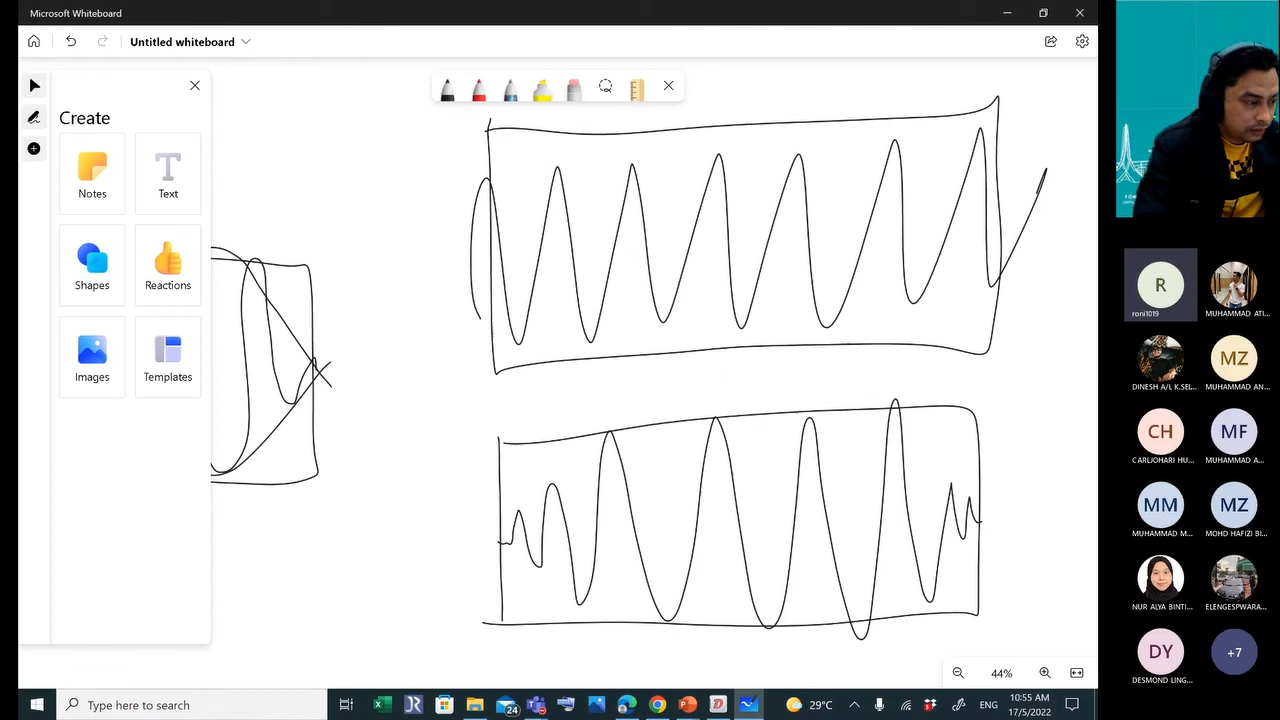 Microsoft Whiteboard
Untitled whiteboard
Create
Notes
Text
Shapes
Reactions
Images
Templates
44%
roni1019
MUHAMMAD ATI...
DINESH A/L K.SEL...
MZ
MUHAMMAD AN...
CH
CARLJOHARI HU...
MF
MUHAMMAD A...
MM
MUHAMMAD M...
MZ
MOHD HAFIZI BI...
NUR ALYA BINTI...
ELENGESPWARA...
DY
DESMOND LING...
+7
R
Type here to search
24
29°C
ENG
10:55 AM
17/5/2022